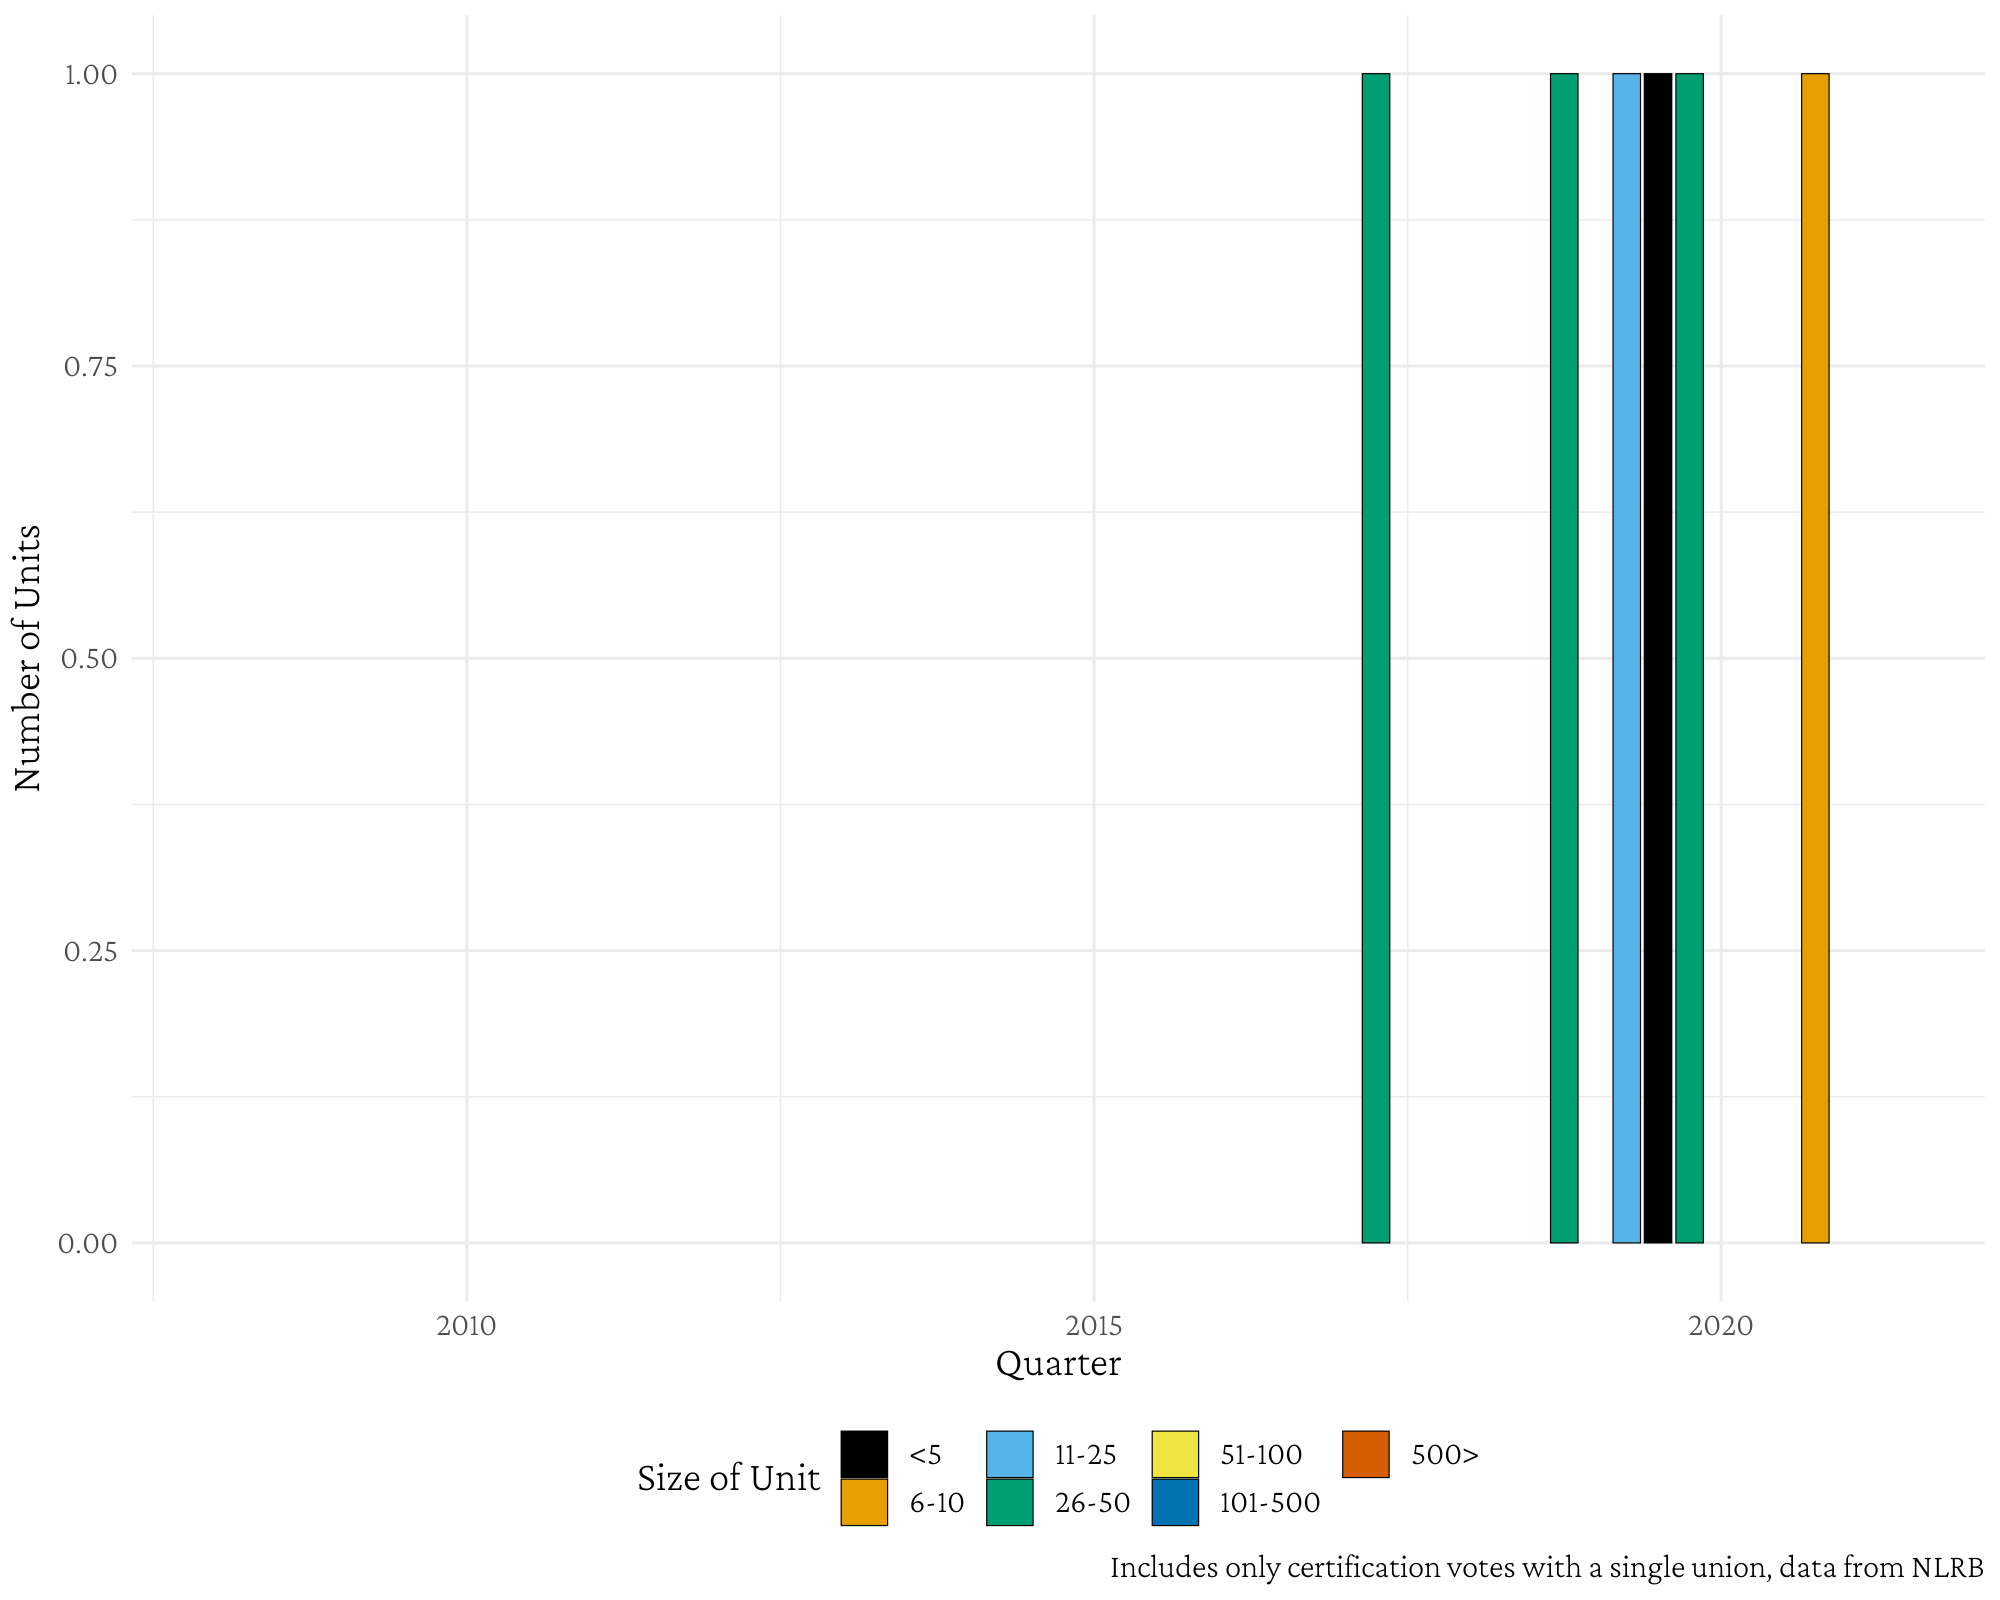 1.00
0.75
0.50
0.25
0.00
Number of Units
2010 2015 2020
Quarter
Size of Unit
<5 11-25 51-100 500>
6-10 26-50 101-500
Includes only certification votes with a single union, data from NLRB